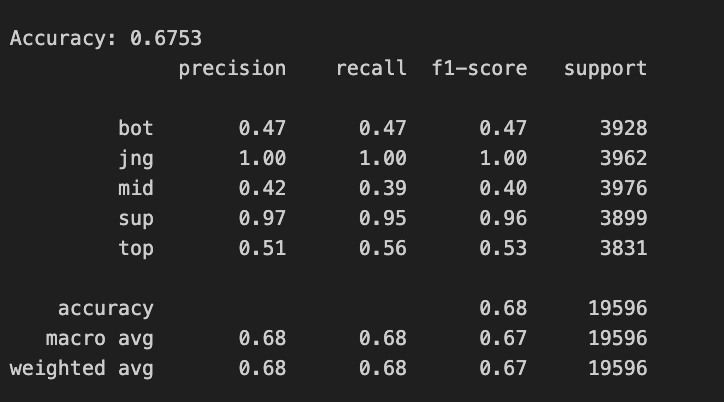 Accuracy: 0.6753
precision recall f1-score support
bot 0.47 0.47 0.47 3928
jng 1.00 1.00 1.00 3962
mid 0.42 0.39 0.40 3976
sup 0.97 0.95 0.96 3899
top 0.51 0.56 0.53 3831
accuracy 0.68 19596
macro avg 0.68 0.68 0.67 19596
weighted avg 0.68 0.68 0.67 19596